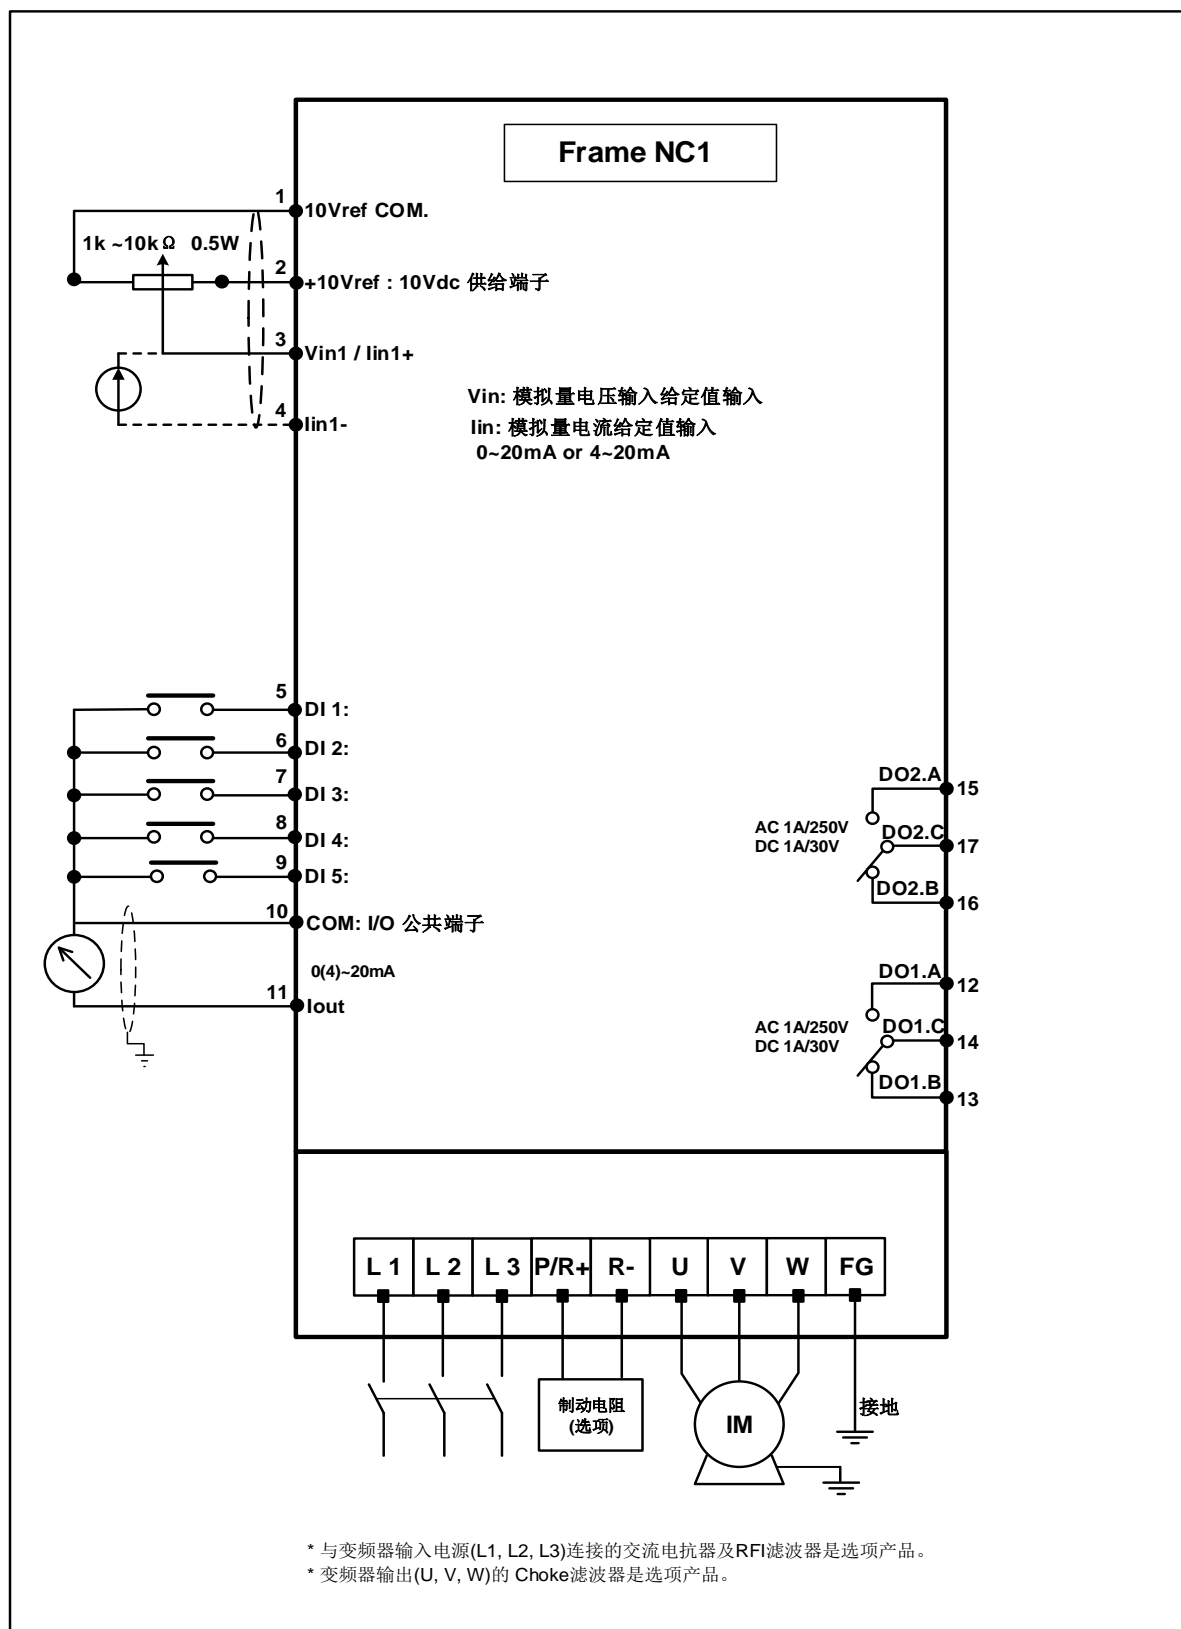 Frame NC1
1
10Vref COM.
1k ~10kΩ 0.5W
2
+10Vref : 10Vdc 供给端子
3
Vin1 / Iin1+
4
Iin1-
Vin: 模拟量电压输入给定值输入
Iin: 模拟量电流给定值输入
0~20mA or 4~20mA
5
DI 1:
6
DI 2:
7
DI 3:
8
DI 4:
9
DI 5:
10
COM: I/O 公共端子
0(4)~20mA
11
Iout
DO2.A
15
AC 1A/250V
DC 1A/30V
DO2.C
17
DO2.B
16
DO1.A
12
AC 1A/250V
DC 1A/30V
DO1.C
14
DO1.B
13
L 1 L 2 L 3 P/R+ R- U V W FG
制动电阻
(选项)
IM
接地
* 与变频器输入电源(L1, L2, L3)连接的交流电抗器及RFI滤波器是选项产品。
* 变频器输出(U, V, W)的 Choke滤波器是选项产品。